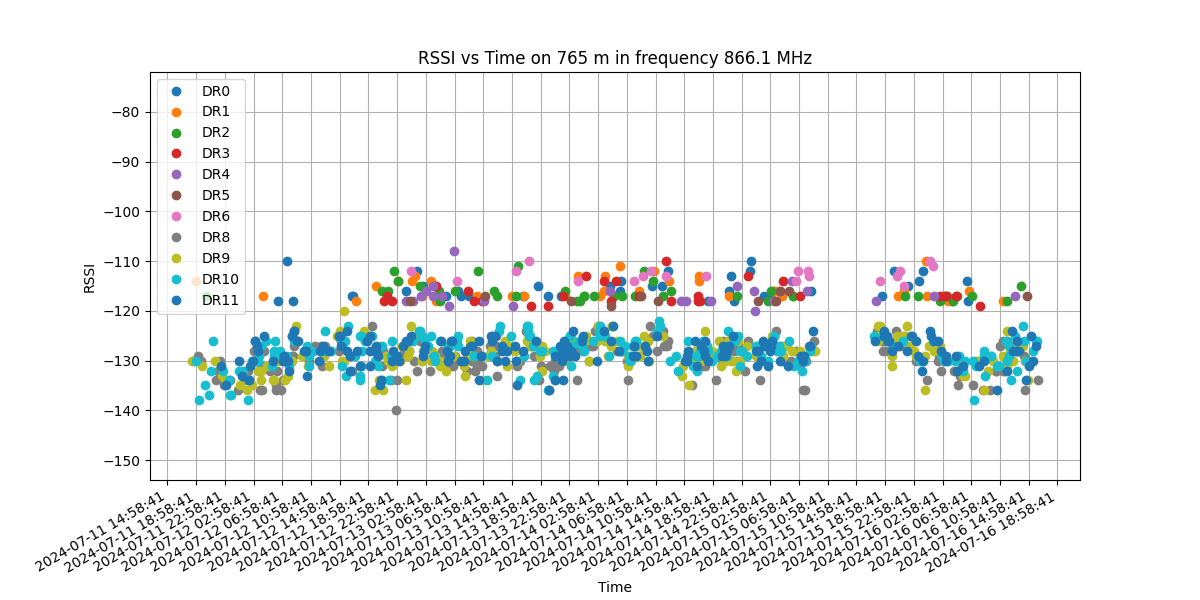 RSSI vs Time on 765 m in frequency 866.1 MHz
DR0
DR1
DR2
DR3
DR4
DR5
DR6
DR8
DR9
DR10
DR11
RSSI
−80
−90
−100
−110
−120
−130
−140
−150
2024-07-11 14:58:41
2024-07-11 18:58:41
2024-07-11 22:58:41
2024-07-12 02:58:41
2024-07-12 06:58:41
2024-07-12 10:58:41
2024-07-12 14:58:41
2024-07-12 18:58:41
2024-07-12 22:58:41
2024-07-13 02:58:41
2024-07-13 06:58:41
2024-07-13 10:58:41
2024-07-13 14:58:41
2024-07-13 18:58:41
2024-07-13 22:58:41
2024-07-14 02:58:41
2024-07-14 06:58:41
2024-07-14 10:58:41
2024-07-14 14:58:41
2024-07-14 18:58:41
2024-07-14 22:58:41
2024-07-15 02:58:41
2024-07-15 06:58:41
2024-07-15 10:58:41
2024-07-15 14:58:41
2024-07-15 18:58:41
2024-07-15 22:58:41
2024-07-16 02:58:41
2024-07-16 06:58:41
2024-07-16 10:58:41
2024-07-16 14:58:41
2024-07-16 18:58:41
Time